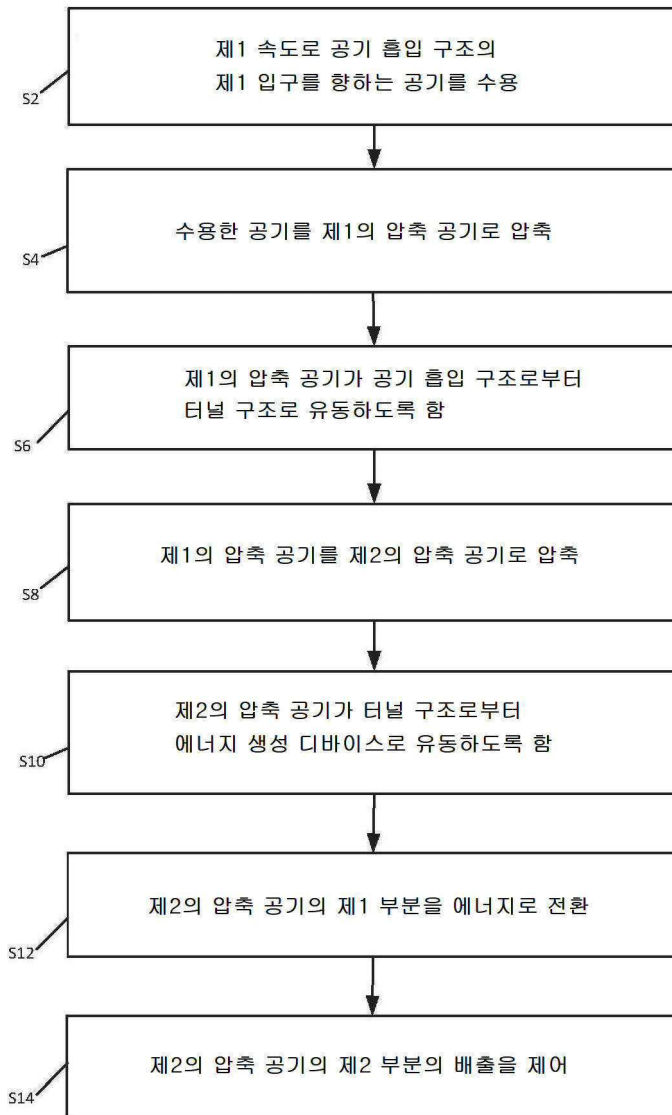 제1 속도로 공기 흡입 구조의
제1 입구를 향하는 공기를 수용
S2
수용한 공기를 제1의 압축 공기로 압축
S4
제1의 압축 공기가 공기 흡입 구조로부터
터널 구조로 유동하도록 함
S6
제1의 압축 공기를 제2의 압축 공기로 압축
S8
제2의 압축 공기가 터널 구조로부터
에너지 생성 디바이스로 유동하도록 함
S10
제2의 압축 공기의 제1 부분을 에너지로 전환
S12
제2의 압축 공기의 제2 부분의 배출을 제어
S14